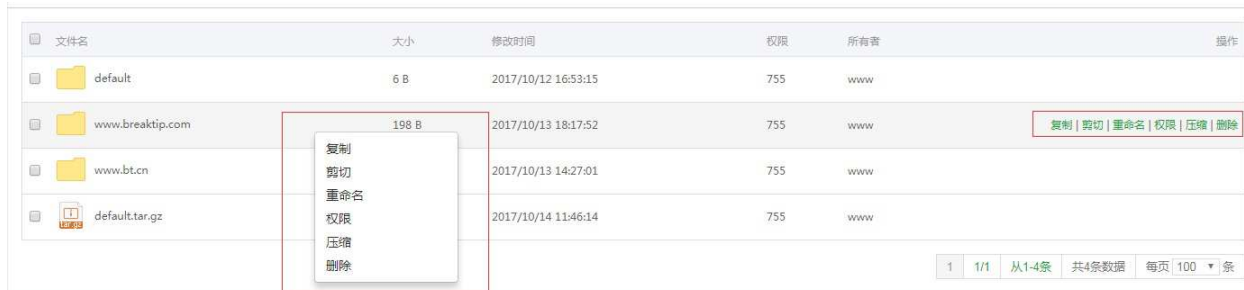 文件名 大小 修改时间 权限 所有者 操作
default 6 B 2017/10/12 16:53:15 755 www
www.breaktip.com 198 B 2017/10/13 18:17:52 755 www 复制 | 剪切 | 重命名 | 权限 | 压缩 | 删除
复制
剪切
www.bt.cn 2017/10/13 14:27:01 755 www
重命名
权限
tar.gz default.tar.gz 2017/10/14 11:46:14 755 www
压缩
删除
1 1/1 从1-4条 共4条数据 每页 100 条